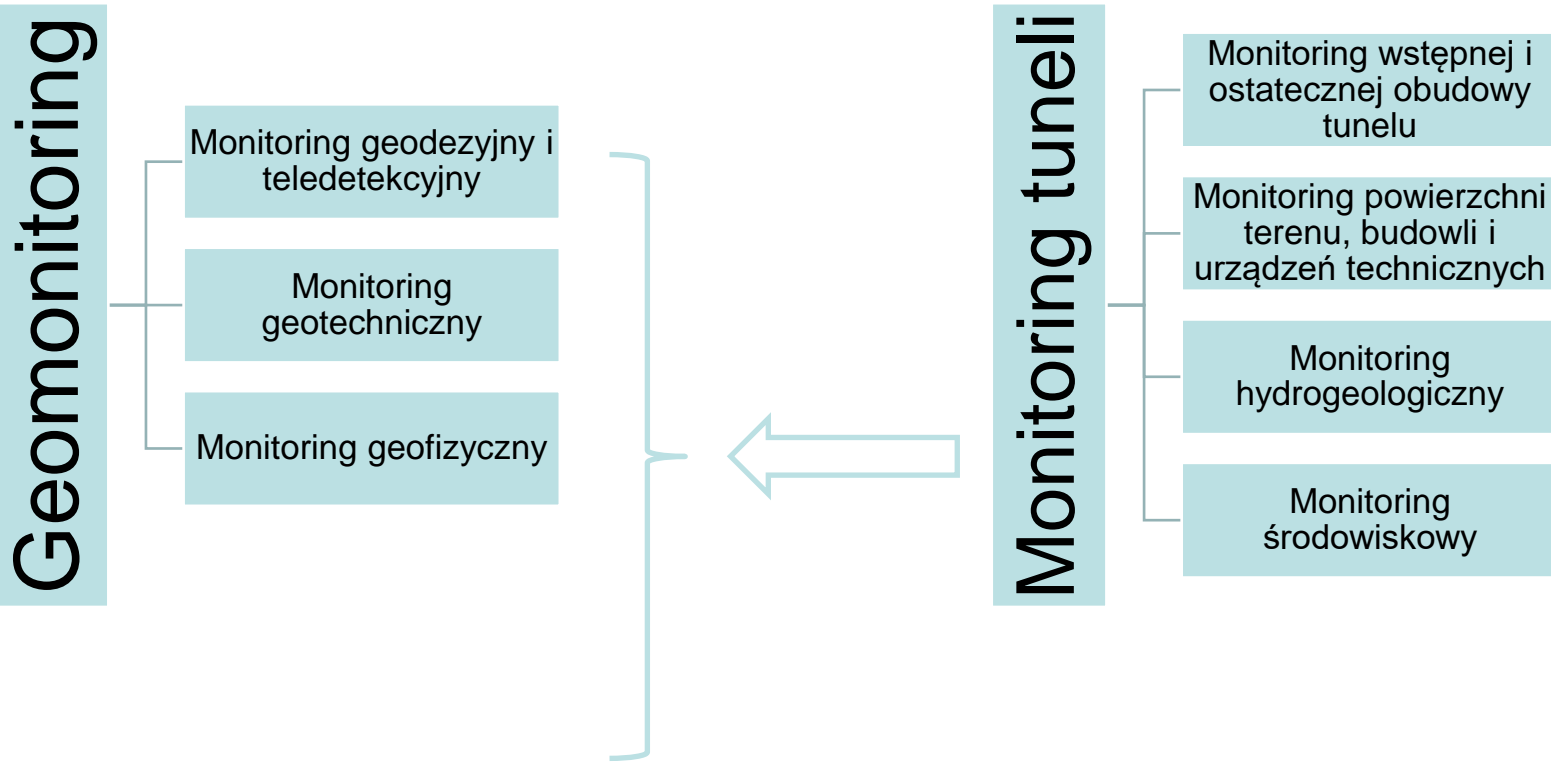 Geomonitoring
Monitoring geodezyjny i
teledetekcyjny
Monitoring
geotechniczny
Monitoring geofizyczny
Monitoring tuneli
Monitoring wstępnej i
ostatecznej obudowy
tunelu
Monitoring powierzchni
terenu, budowli i
urządzeń technicznych
Monitoring
hydrogeologiczny
Monitoring
środowiskowy